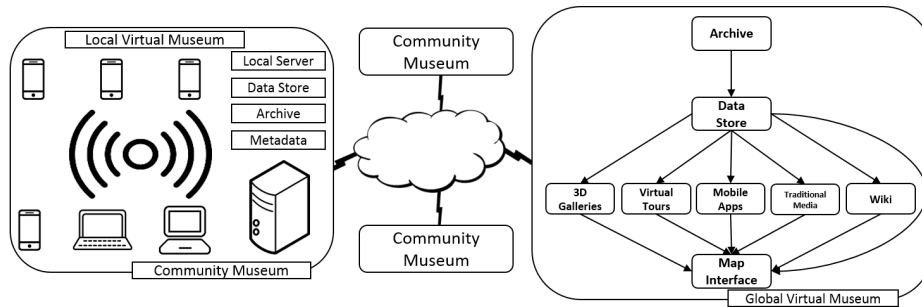 Local Virtual Museum
Local Server
Data Store
Archive
Metadata
Community Museum
Community
Museum
Community
Museum
Archive
Data
Store
3D
Galleries
Virtual
Tours
Mobile
Apps
Traditional
Media
Wiki
Map
Interface
Global Virtual Museum